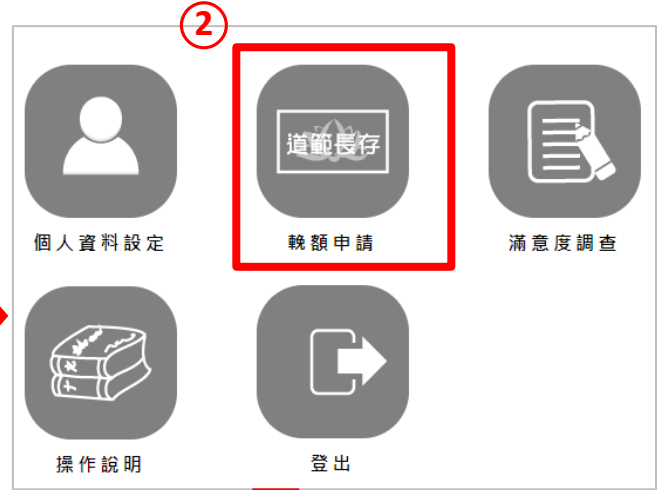 2
道範長存
個人資料設定
輓額申請
滿意度調查
操作說明
登出